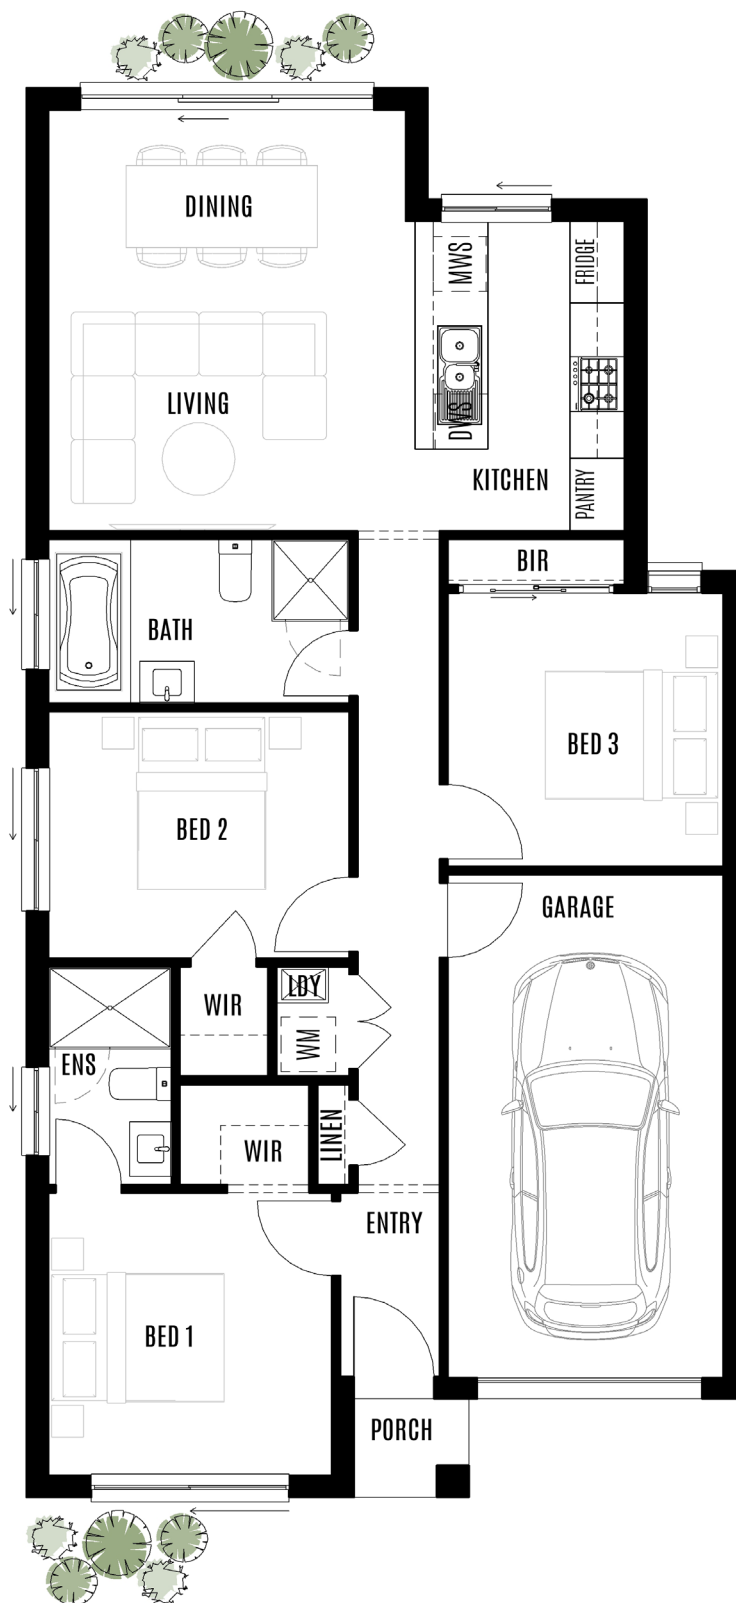 DINING
MWS
FRIDGE
LIVING
DWS
KITCHEN
PANTRY
BIR
BATH
BED 3
BED 2
GARAGE
LDY
WIR
WM
ENS
LINEN
WIR
ENTRY
BED 1
PORCH